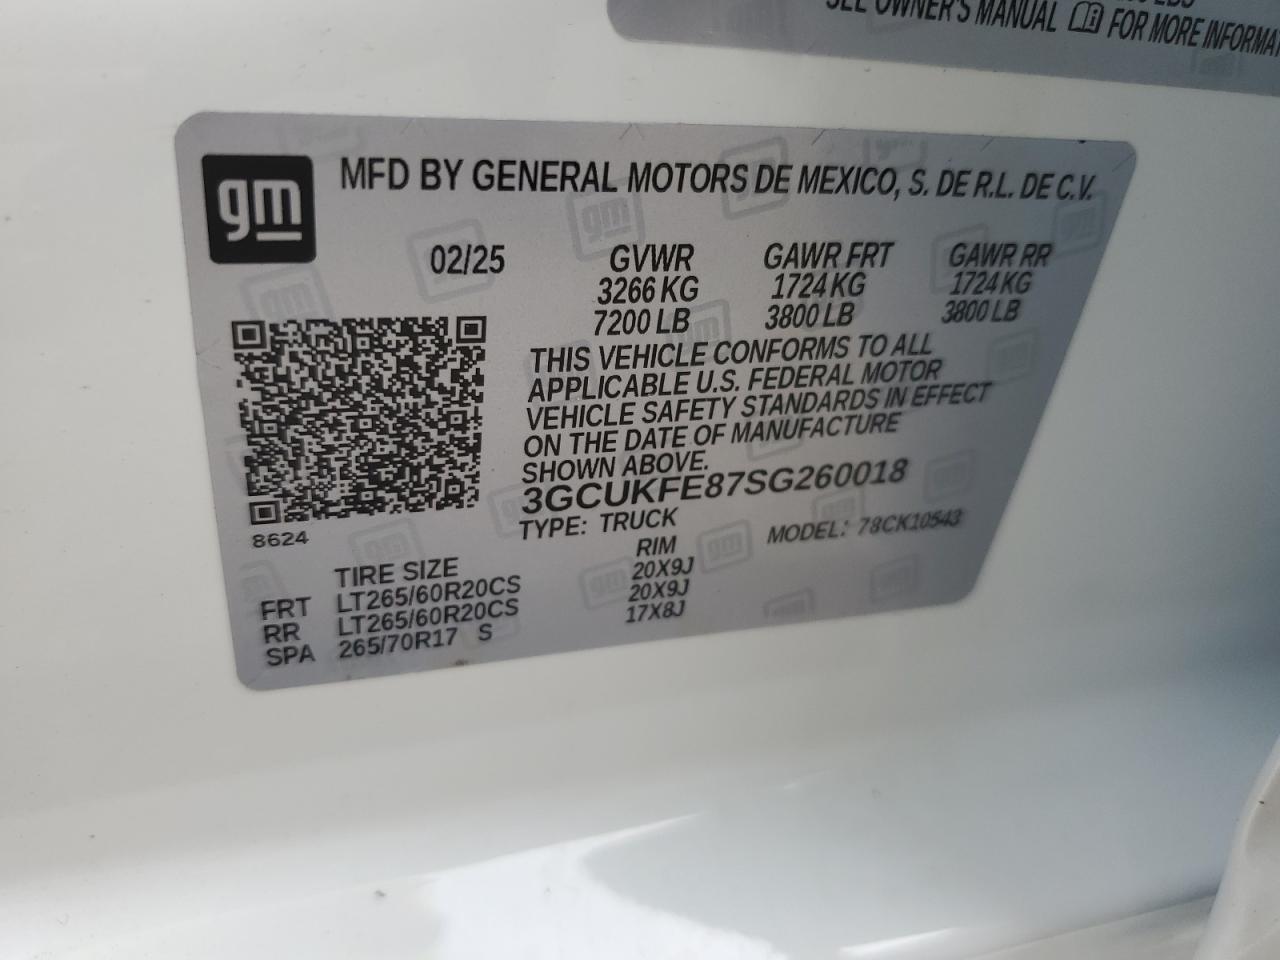 SEE OWNER'S MANUAL FOR MORE
gm
MFD BY GENERAL MOTORS DE MEXICO, S. DE R.L. DE C.V.
02/25 GVWR GAWR FRT GAWR RR
3266 KG 1724 KG 1724 KG
7200 LB 3800 LB 3800 LB
THIS VEHICLE CONFORMS TO ALL
APPLICABLE U.S. FEDERAL MOTOR
VEHICLE SAFETY STANDARDS IN EFFECT
ON THE DATE OF MANUFACTURE
SHOWN ABOVE.
3GCUKFE87SG260018
TYPE: TRUCK MODEL: 78CK10543
8624
TIRE SIZE RIM
FRT LT265/60R20CS 20X9J
RR LT265/60R20CS 20X9J
SPA 265/70R17 S 17X8J